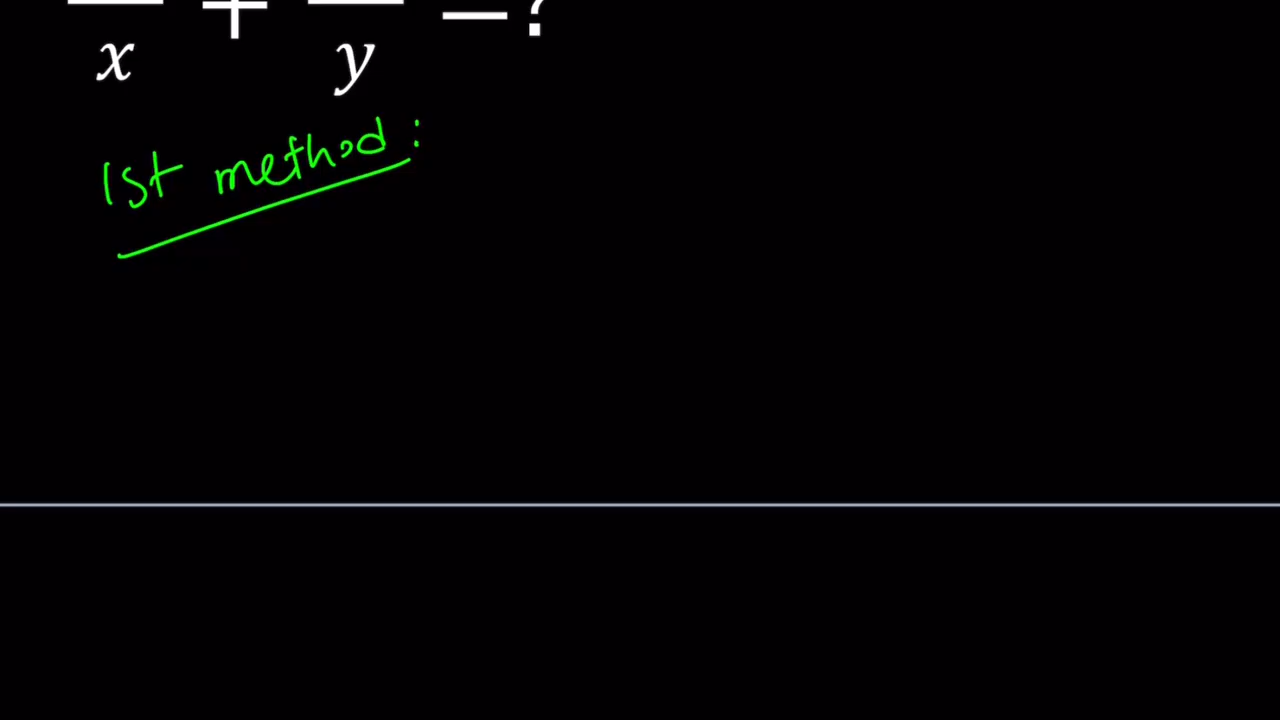 x + y = ?
1st method: